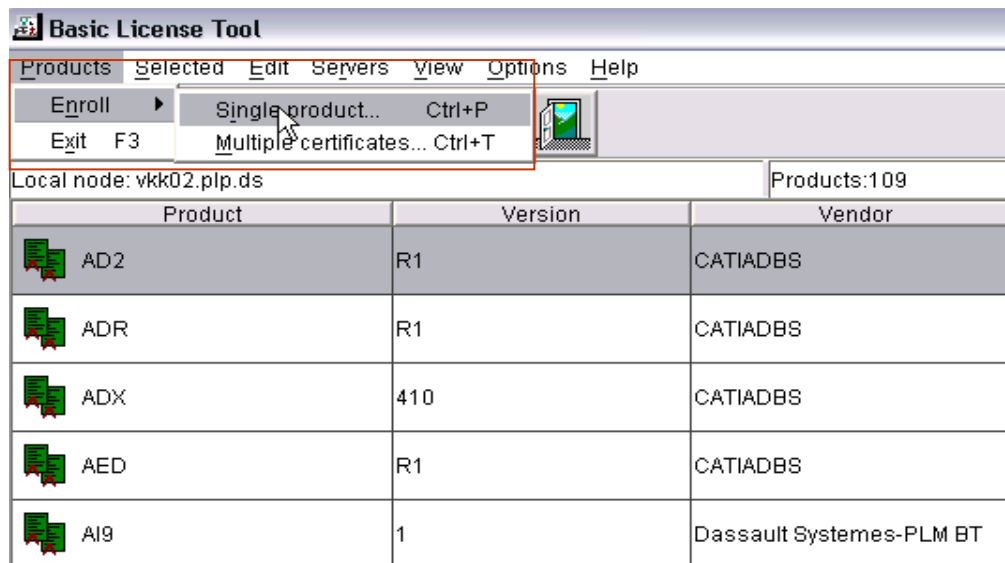 Basic License Tool
Products Selected Edit Servers View Options Help
Enroll Single product... Ctrl+P
Exit F3 Multiple certificates... Ctrl+T
Local node: vkk02.plp.ds Products:109
Product Version Vendor
AD2 R1 CATIADBS
ADR R1 CATIADBS
ADX 410 CATIADBS
AED R1 CATIADBS
AI9 1 Dassault Systemes-PLM BT